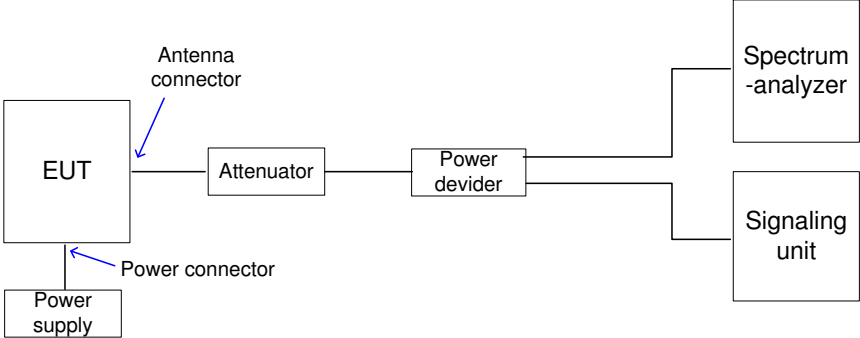 Antenna
connector
EUT
Attenuator
Power
devider
Spectrum
-analyzer
Signaling
unit
Power connector
Power
supply